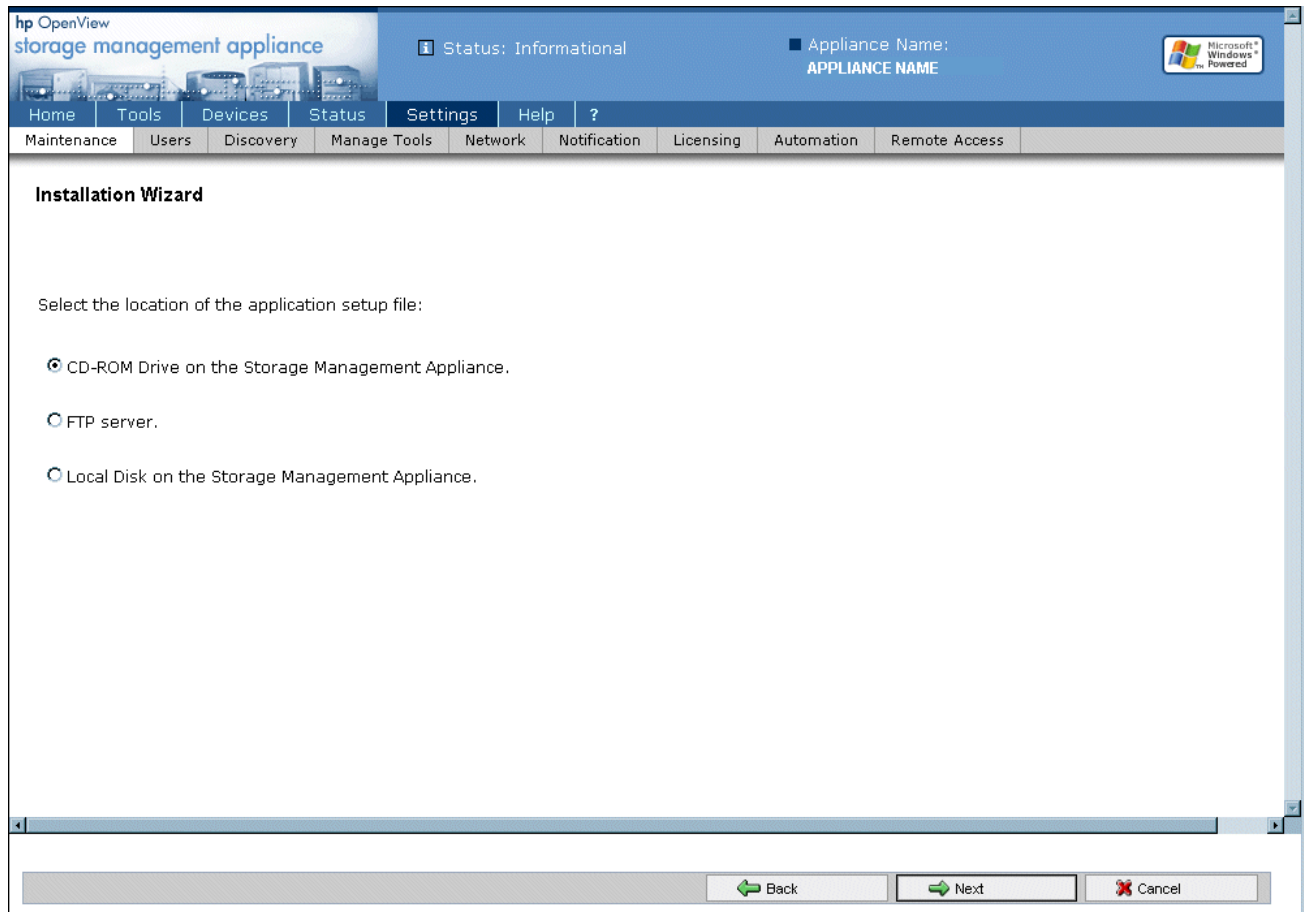 hp OpenView
storage management appliance
Status: Informational
Appliance Name:
APPLIANCE NAME
Microsoft®
Windows®
Powered
TM
Home Tools Devices Status Settings Help ?
Maintenance Users Discovery Manage Tools Network Notification Licensing Automation Remote Access
Installation Wizard
Select the location of the application setup file:
CD-ROM Drive on the Storage Management Appliance.
FTP server.
Local Disk on the Storage Management Appliance.
Back Next Cancel